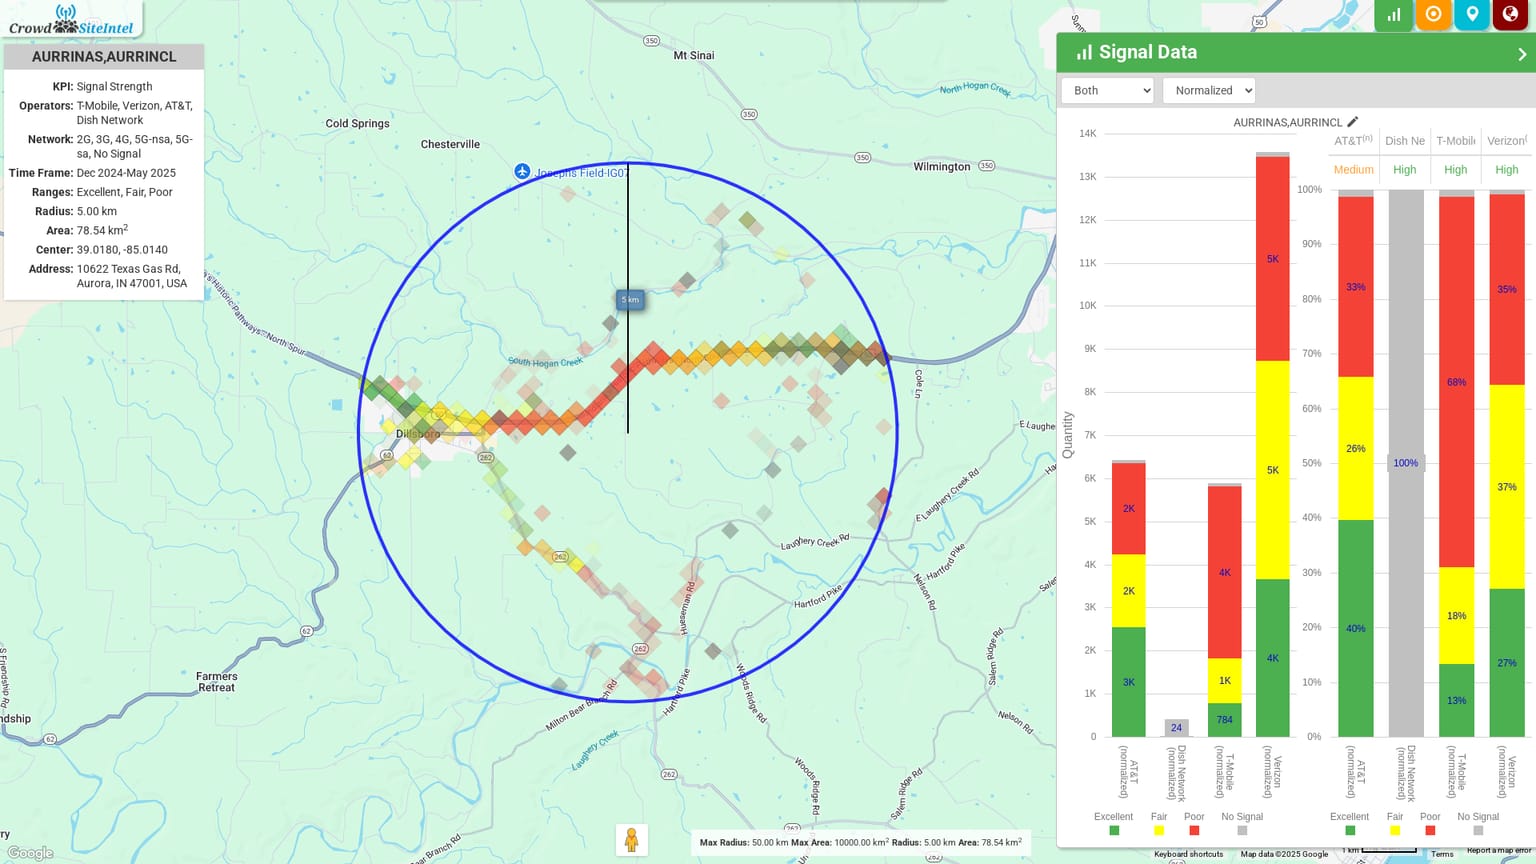 Crowd SiteIntel
AURRINAS,AURRINCL
KPI: Signal Strength
Operators: T-Mobile, Verizon, AT&T,
Dish Network
Network: 2G, 3G, 4G, 5G-nsa, 5G-
sa, No Signal
Time Frame: Dec 2024-May 2025
Ranges: Excellent, Fair, Poor
Radius: 5.00 km
Area: 78.54 km2
Center: 39.0180, -85.0140
Address: 10622 Texas Gas Rd,
Aurora, IN 47001, USA
350
Mt Sinai
50
North Hogan Creek
350
Cold Springs
Chesterville
350
Wilmington
350
Josephs Field-IG07
5 km
Historic Pathways - North Spur
South Hogan Creek
Cole Ln
50
Dillsboro
62
262
E Laughery Creek Rd
Laughery Creek Rd
262
Hartford Pike
Nelson Rd
Hartford Pike
Hueseman Rd
62
262
Salem Ridge Rd
S Friendship Rd
Farmers
Retreat
Woods Ridge Rd
Milton Bear Branch Rd
Hartford Pike
Nelson Rd
ndship
62
Laughery Creek
262
Woods Ridge Rd
Salem Ridge Rd
ry
262
Bear Branch Rd
262
Google
Max Radius: 50.00 km Max Area: 10000.00 km2 Radius: 5.00 km Area: 78.54 km2
Signal Data
Both
Normalized
AURRINAS,AURRINCL
14K
13K
12K
11K
10K
9K
8K
7K
6K
5K
4K
3K
2K
1K
0
Quantity
2K
2K
3K
24
4K
1K
784
5K
5K
4K
AT&T
(normalized)
Dish Network
(normalized)
T-Mobile
(normalized)
Verizon
(normalized)
Excellent
Fair
Poor
No Signal
AT&T(n)
Dish Ne
T-Mobile
Verizon(
Medium
High
High
High
100%
90%
80%
70%
60%
50%
40%
30%
20%
10%
0%
33%
26%
40%
100%
68%
18%
13%
35%
37%
27%
AT&T
(normalized)
Dish Network
(normalized)
T-Mobile
(normalized)
Verizon
(normalized)
Excellent
Fair
Poor
No Signal
Keyboard shortcuts
Map data ©2025 Google
1 km
Terms
Report a map error